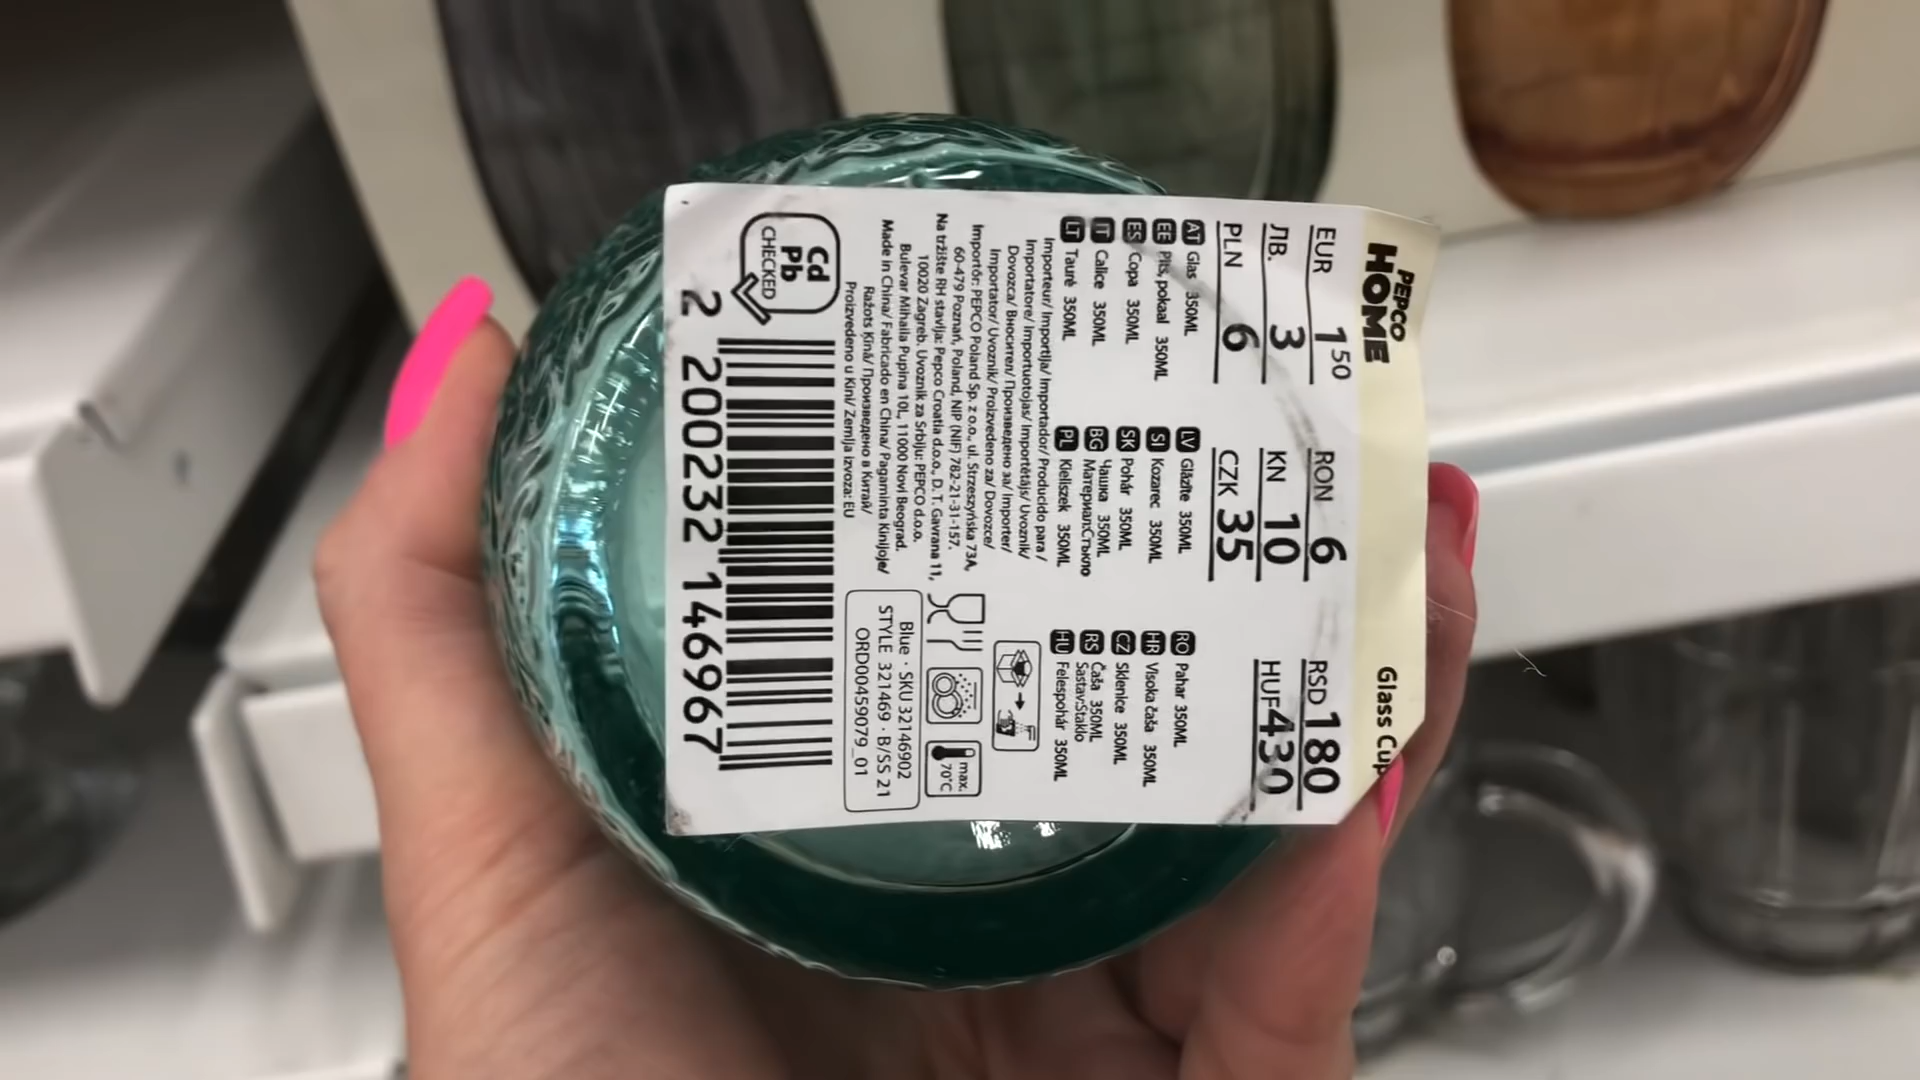 PEPCO
HOME
Glass Cup
EUR 1⁵⁰
RON 6
RSD 180
ЛВ. 3
KN 10
HUF 430
PLN 6
CZK 35
AT Glas 350ML
EE Pits, pokaal 350ML
ES Copa 350ML
IT Calice 350ML
LT Taurė 350ML
LV Glāzīte 350ML
SI Kozarec 350ML
SK Pohár 350ML
BG Чашка 350ML
Материал:Стъкло
PL Kieliszek 350ML
RO Pahar 350ML
HR Visoka čaša 350ML
CZ Sklenice 350ML
RS Čaša 350ML
Sastav:Staklo
HU Felespohár 350ML
Importeur/ Importija/ Importador/ Producido para /
Importatore/ Importuotojas/ Importētājs/ Uvoznik/
Dovozca/ Вносител/ Произведено за/ Importer/
Importator/ Uvoznik/ Proizvedeno za/ Dovozce/
Importőr: PEPCO Poland Sp. z o.o., ul. Strzeszyńska 73A,
60-479 Poznań, Poland, NIP (NIF) 782-21-31-157.
Na tržište RH stavlja: Pepco Croatia d.o.o., D. T. Gavrana 11,
10020 Zagreb. Uvoznik za Srbiju: PEPCO d.o.o.
Bulevar Mihaila Pupina 10L, 11000 Novi Beograd.
Made in China/ Fabricado en China/ Pagaminta Kinijoje/
Ražots Ķīnā/ Произведено в Китай/
Proizvedeno u Kini/ Zemlja izvoza: EU
max.
70°C
Blue · SKU 32146902
STYLE 321469 · B/SS 21
ORD00459079_01
Cd
Pb
CHECKED
2 200232 146967